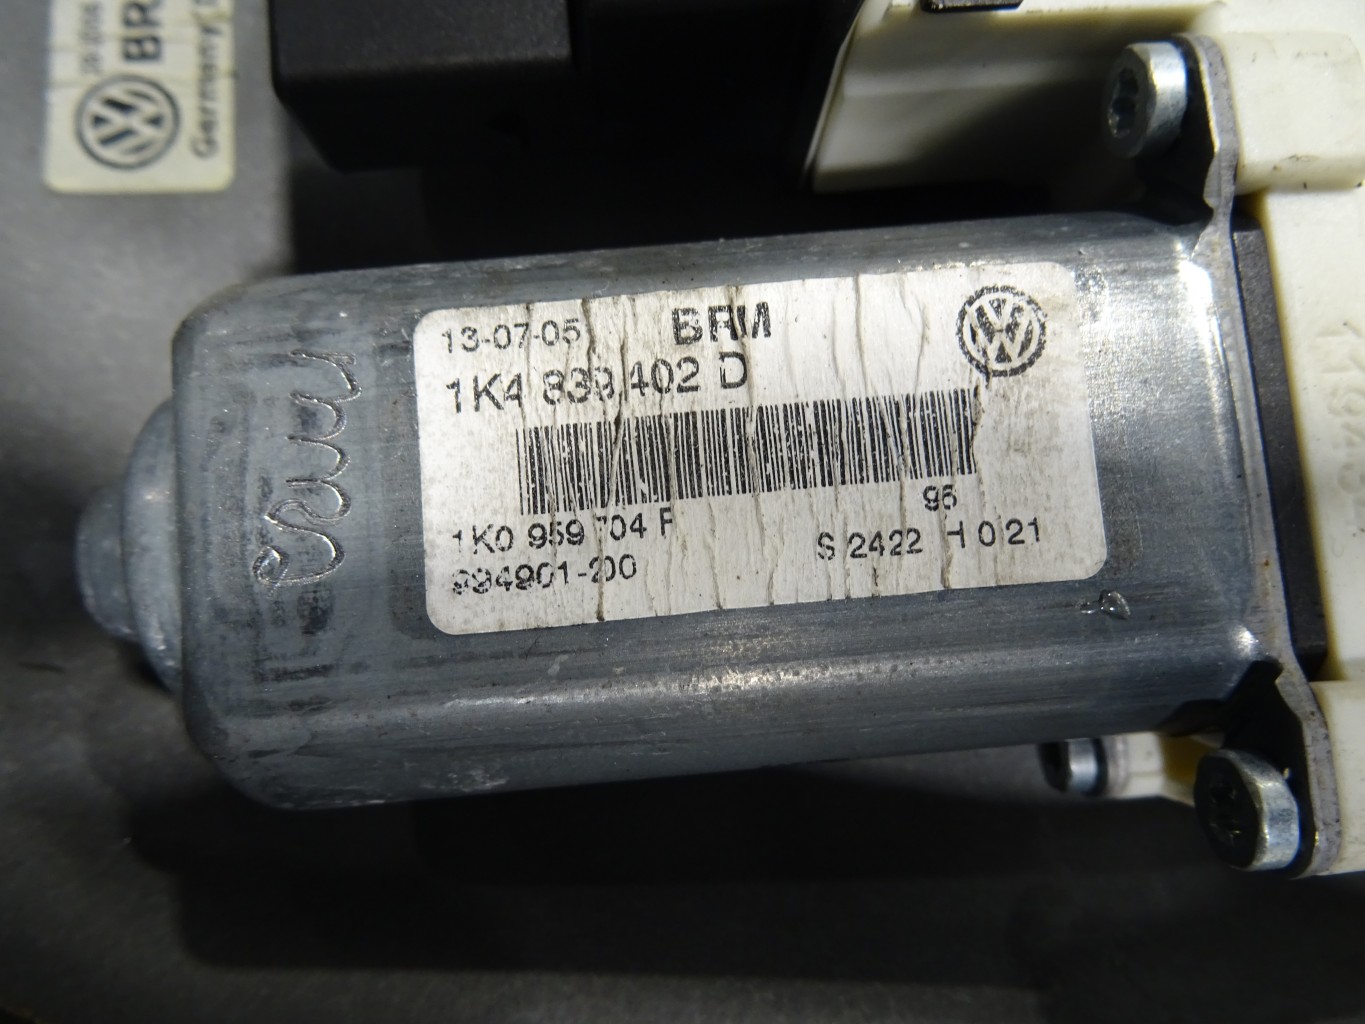 BR
Germany
13-07-05 BRM
1K4 839 402 D
95
1K0 959 704 F
S 2422 H 0 21
994901-200